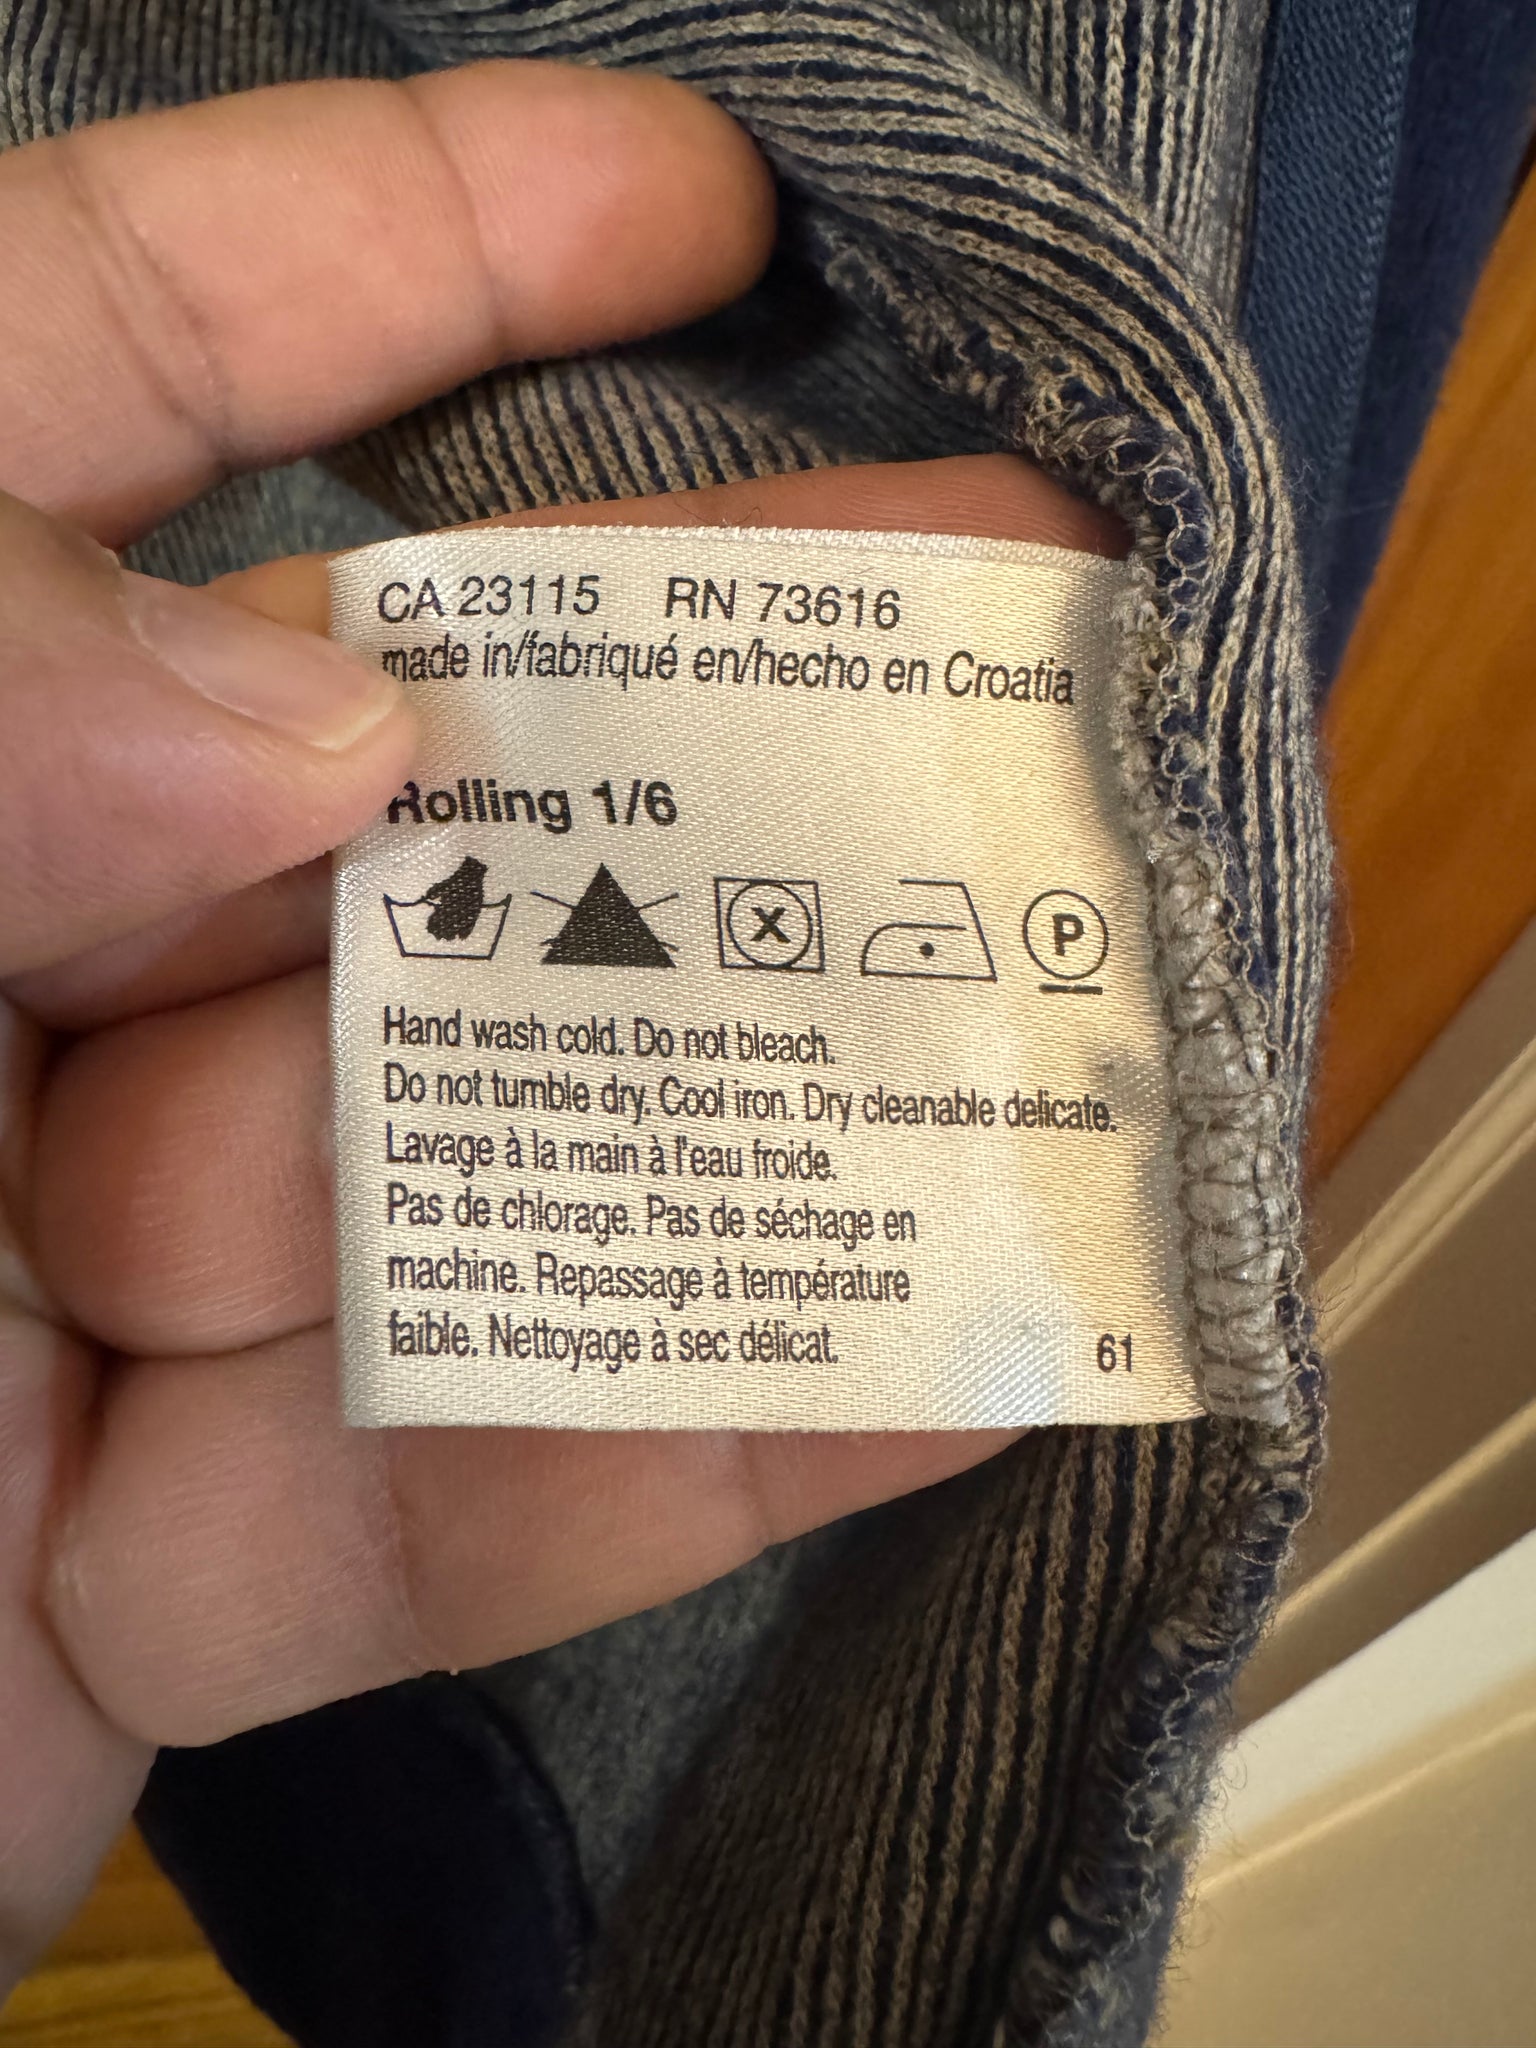 CA 23115 RN 73616
made in/fabriqué en/hecho en Croatia
Rolling 1/6
X
P
Hand wash cold. Do not bleach.
Do not tumble dry. Cool iron. Dry cleanable delicate.
Lavage à la main à l'eau froide.
Pas de chlorage. Pas de séchage en
machine. Repassage à température
faible. Nettoyage à sec délicat.
61